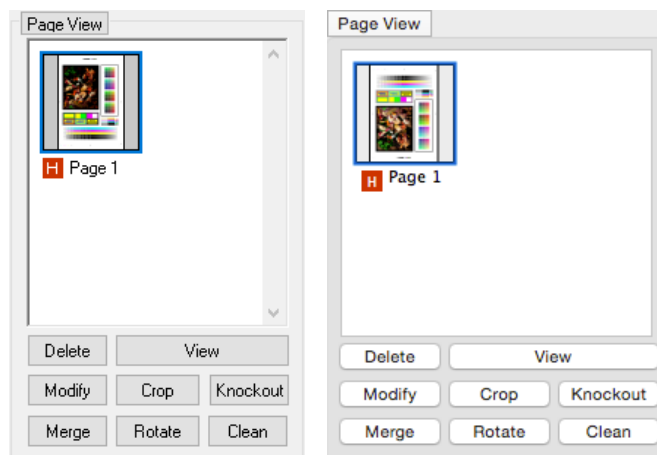 Page View
H Page 1
Delete View
Modify Crop Knockout
Merge Rotate Clean
Page View
H Page 1
Delete View
Modify Crop Knockout
Merge Rotate Clean